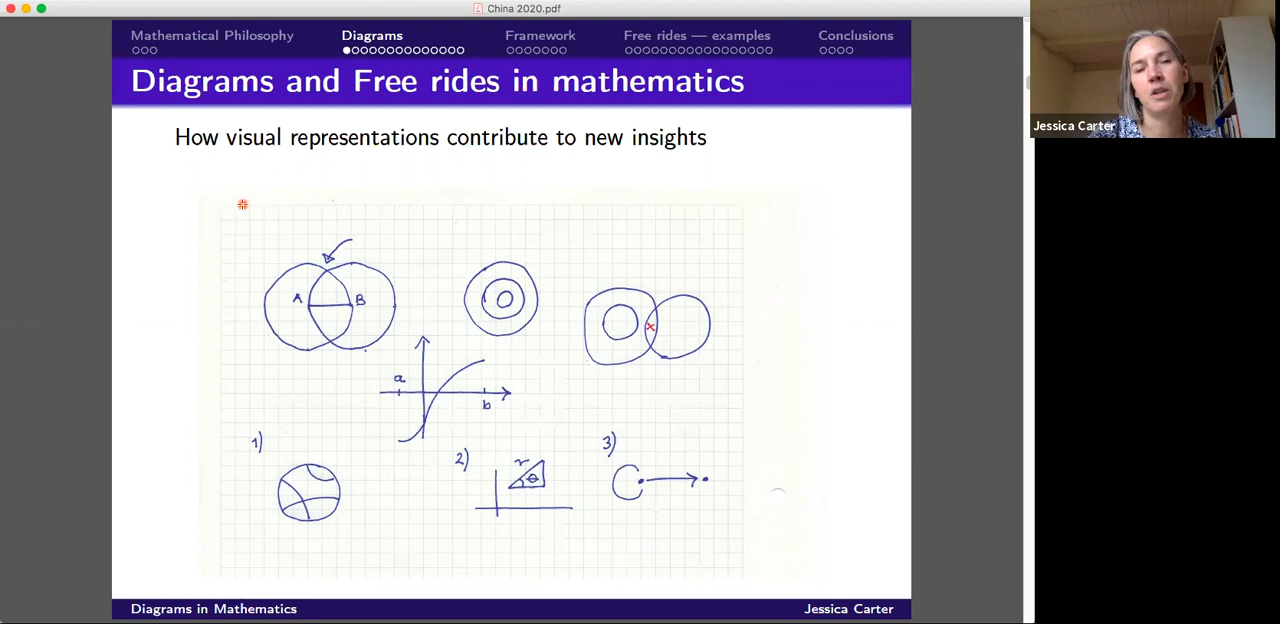 China 2020.pdf
Mathematical Philosophy Diagrams Framework Free rides — examples Conclusions
Diagrams and Free rides in mathematics
How visual representations contribute to new insights
Jessica Carter
A B
a
b
1)
2)
3)
r
θ
Diagrams in Mathematics Jessica Carter